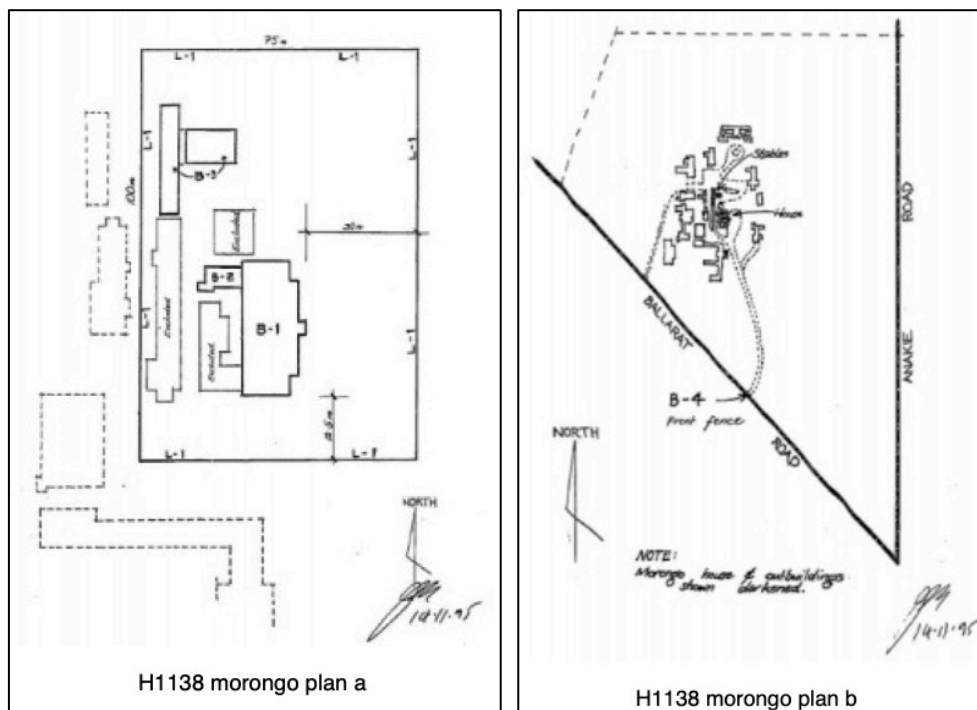 75m
L-1
L-1
L-1
L-1
100m
B-3
Excluded
30m
B-2
L-1
Excluded
B-1
Excluded
L-1
12.5m
L-1
L-1
NORTH
14.11.95
H1138 morongo plan a
Stables
House
ROAD
ANAKIE
BALLARAT
ROAD
B-4
Front fence
NORTH
NOTE:
Morongo house & outbuildings
shown darkened.
14.11.95
H1138 morongo plan b